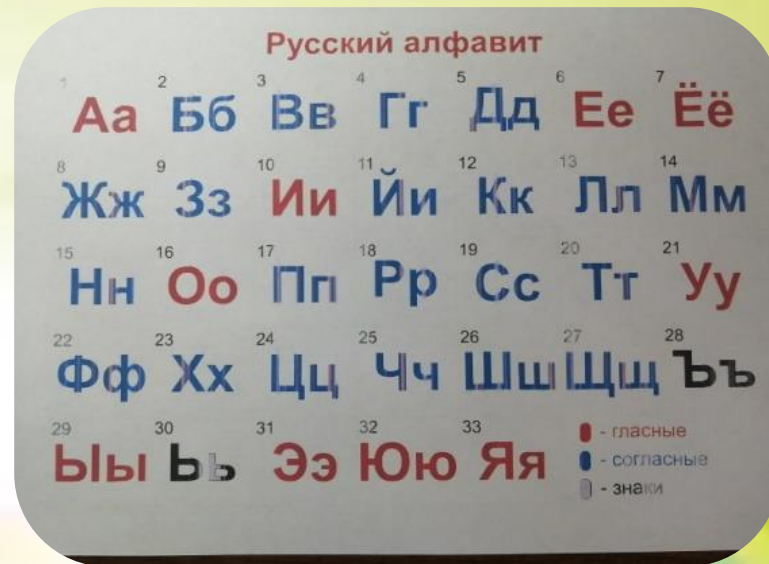 Русский алфавит
1 2 3 4 5 6 7
Аа Бб Вв Гг Дд Ее Ёё
8 9 10 11 12 13 14
Жж Зз Ии Йи Кк Лл Мм
15 16 17 18 19 20 21
Нн Оо Пп Рр Сс Тт Уу
22 23 24 25 26 27 28
Фф Хх Цц Чч Шш Щщ Ъъ
29 30 31 32 33
Ыы Ьь Ээ Юю Яя
- гласные
- согласные
- знаки